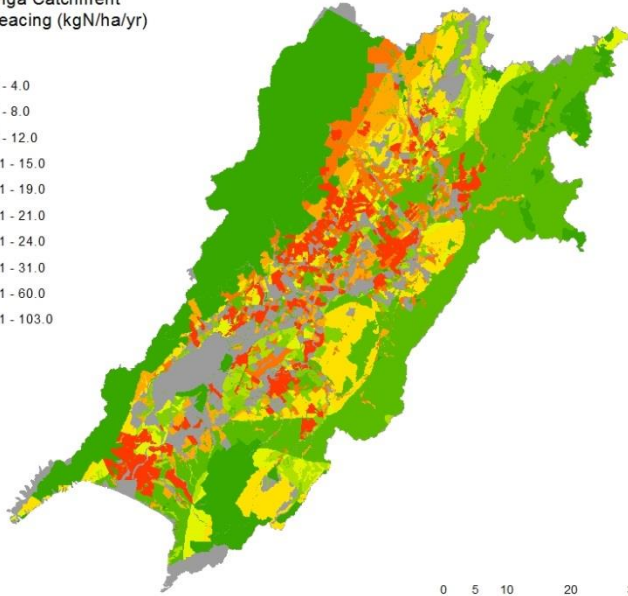 nga Catchment
eacing (kgN/ha/yr)
- 4.0
- 8.0
- 12.0
1 - 15.0
1 - 19.0
1 - 21.0
1 - 24.0
1 - 31.0
1 - 60.0
1 - 103.0
0 5 10 20